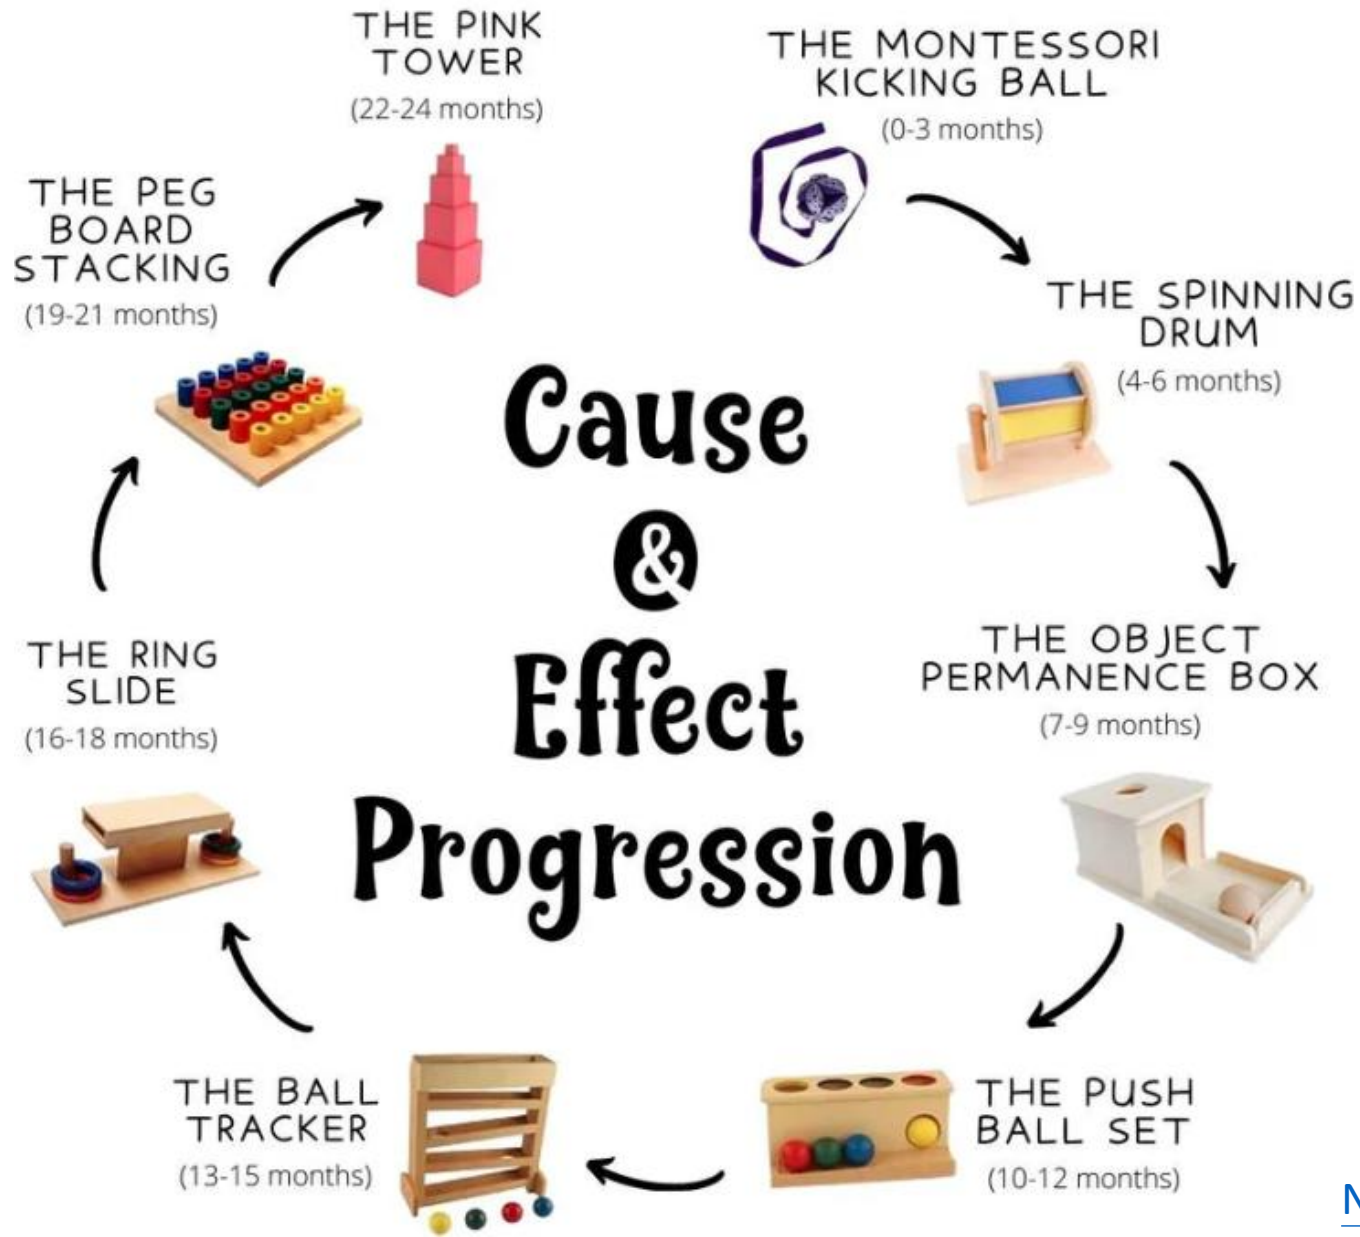 THE PINK
TOWER
(22-24 months)
THE MONTESSORI
KICKING BALL
(0-3 months)
THE PEG
BOARD
STACKING
(19-21 months)
THE SPINNING
DRUM
(4-6 months)
Cause
&
Effect
Progression
THE RING
SLIDE
(16-18 months)
THE OBJECT
PERMANENCE BOX
(7-9 months)
THE BALL
TRACKER
(13-15 months)
THE PUSH
BALL SET
(10-12 months)